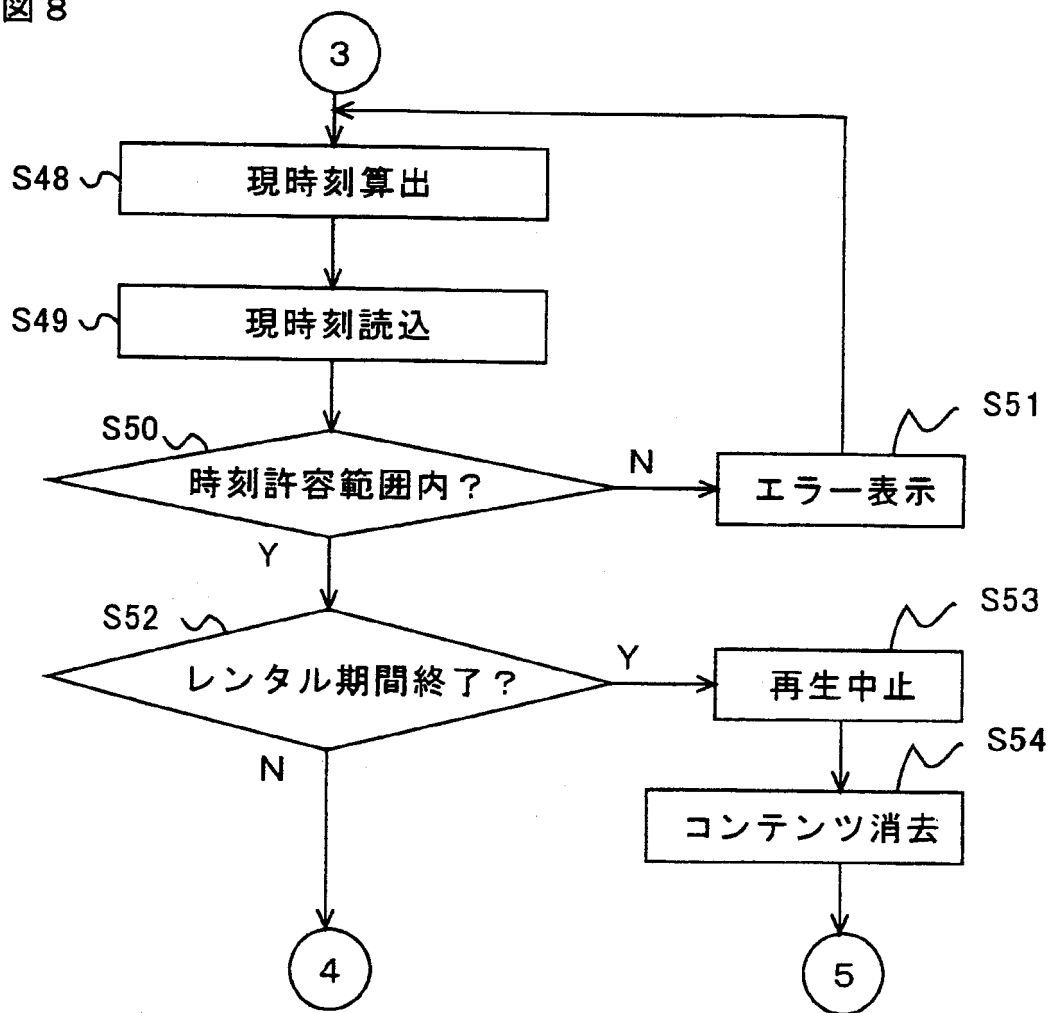 図8
3
S48
現時刻算出
S49
現時刻読込
S50
時刻許容範囲内？
N
S51
エラー表示
Y
S52
レンタル期間終了？
Y
S53
再生中止
N
S54
コンテンツ消去
4
5